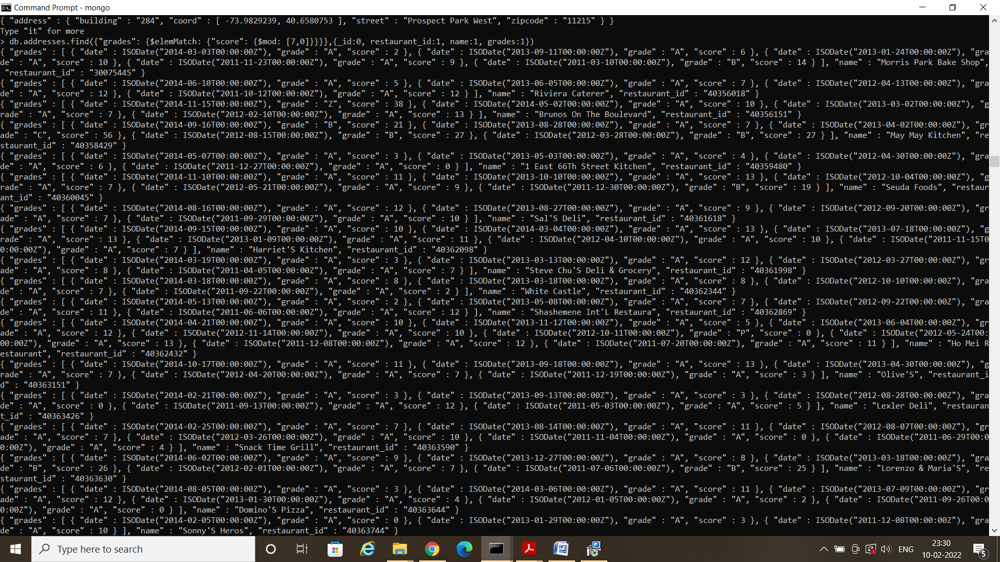 Command Prompt - mongo
{ "address" : { "building" : "284", "coord" : [ -73.9829239, 40.6580753 ], "street" : "Prospect Park West", "zipcode" : "11215" } }
Type "it" for more
> db.addresses.find({"grades": {$elemMatch: {"score": {$mod: [7,0]}}}},{_id:0, restaurant_id:1, name:1, grades:1})
{ "grades" : [ { "date" : ISODate("2014-03-03T00:00:00Z"), "grade" : "A", "score" : 2 }, { "date" : ISODate("2013-09-11T00:00:00Z"), "grade" : "A", "score" : 6 }, { "date" : ISODate("2013-01-24T00:00:00Z"), "gra
de" : "A", "score" : 10 }, { "date" : ISODate("2011-11-23T00:00:00Z"), "grade" : "A", "score" : 9 }, { "date" : ISODate("2011-03-10T00:00:00Z"), "grade" : "B", "score" : 14 } ], "name" : "Morris Park Bake Shop",
"restaurant_id" : "30075445" }
{ "grades" : [ { "date" : ISODate("2014-06-10T00:00:00Z"), "grade" : "A", "score" : 5 }, { "date" : ISODate("2013-06-05T00:00:00Z"), "grade" : "A", "score" : 7 }, { "date" : ISODate("2012-04-13T00:00:00Z"), "gra
de" : "A", "score" : 12 }, { "date" : ISODate("2011-10-12T00:00:00Z"), "grade" : "A", "score" : 12 } ], "name" : "Riviera Caterer", "restaurant_id" : "40356018" }
{ "grades" : [ { "date" : ISODate("2014-11-15T00:00:00Z"), "grade" : "Z", "score" : 38 }, { "date" : ISODate("2014-05-02T00:00:00Z"), "grade" : "A", "score" : 10 }, { "date" : ISODate("2013-03-02T00:00:00Z"), "g
rade" : "A", "score" : 7 }, { "date" : ISODate("2012-02-10T00:00:00Z"), "grade" : "A", "score" : 13 } ], "name" : "Brunos On The Boulevard", "restaurant_id" : "40356151" }
{ "grades" : [ { "date" : ISODate("2014-09-16T00:00:00Z"), "grade" : "B", "score" : 21 }, { "date" : ISODate("2013-08-28T00:00:00Z"), "grade" : "A", "score" : 7 }, { "date" : ISODate("2013-04-02T00:00:00Z"), "gr
ade" : "C", "score" : 56 }, { "date" : ISODate("2012-08-15T00:00:00Z"), "grade" : "B", "score" : 27 }, { "date" : ISODate("2012-03-28T00:00:00Z"), "grade" : "B", "score" : 27 } ], "name" : "May May Kitchen", "re
staurant_id" : "40358429" }
{ "grades" : [ { "date" : ISODate("2014-05-07T00:00:00Z"), "grade" : "A", "score" : 3 }, { "date" : ISODate("2013-05-03T00:00:00Z"), "grade" : "A", "score" : 4 }, { "date" : ISODate("2012-04-30T00:00:00Z"), "gra
de" : "A", "score" : 6 }, { "date" : ISODate("2011-12-27T00:00:00Z"), "grade" : "A", "score" : 0 } ], "name" : "1 East 66Th Street Kitchen", "restaurant_id" : "40359480" }
{ "grades" : [ { "date" : ISODate("2014-11-10T00:00:00Z"), "grade" : "A", "score" : 11 }, { "date" : ISODate("2013-10-10T00:00:00Z"), "grade" : "A", "score" : 13 }, { "date" : ISODate("2012-10-04T00:00:00Z"), "g
rade" : "A", "score" : 7 }, { "date" : ISODate("2012-05-21T00:00:00Z"), "grade" : "A", "score" : 9 }, { "date" : ISODate("2011-12-30T00:00:00Z"), "grade" : "B", "score" : 19 } ], "name" : "Seuda Foods", "restaur
ant_id" : "40360045" }
{ "grades" : [ { "date" : ISODate("2014-08-16T00:00:00Z"), "grade" : "A", "score" : 12 }, { "date" : ISODate("2013-08-27T00:00:00Z"), "grade" : "A", "score" : 9 }, { "date" : ISODate("2012-09-20T00:00:00Z"), "gr
ade" : "A", "score" : 7 }, { "date" : ISODate("2011-09-29T00:00:00Z"), "grade" : "A", "score" : 10 } ], "name" : "Sal'S Deli", "restaurant_id" : "40361618" }
{ "grades" : [ { "date" : ISODate("2014-09-15T00:00:00Z"), "grade" : "A", "score" : 10 }, { "date" : ISODate("2014-03-04T00:00:00Z"), "grade" : "A", "score" : 13 }, { "date" : ISODate("2013-07-18T00:00:00Z"), "g
rade" : "A", "score" : 13 }, { "date" : ISODate("2013-01-09T00:00:00Z"), "grade" : "A", "score" : 11 }, { "date" : ISODate("2012-04-10T00:00:00Z"), "grade" : "A", "score" : 10 }, { "date" : ISODate("2011-11-15T0
0:00:00Z"), "grade" : "A", "score" : 7 } ], "name" : "Harriet'S Kitchen", "restaurant_id" : "40362098" }
{ "grades" : [ { "date" : ISODate("2014-03-19T00:00:00Z"), "grade" : "A", "score" : 3 }, { "date" : ISODate("2013-03-13T00:00:00Z"), "grade" : "A", "score" : 12 }, { "date" : ISODate("2012-03-27T00:00:00Z"), "gr
ade" : "A", "score" : 8 }, { "date" : ISODate("2011-04-05T00:00:00Z"), "grade" : "A", "score" : 7 } ], "name" : "Steve Chu'S Deli & Grocery", "restaurant_id" : "40361998" }
{ "grades" : [ { "date" : ISODate("2014-03-18T00:00:00Z"), "grade" : "A", "score" : 8 }, { "date" : ISODate("2013-03-18T00:00:00Z"), "grade" : "A", "score" : 8 }, { "date" : ISODate("2012-10-10T00:00:00Z"), "gra
de" : "A", "score" : 7 }, { "date" : ISODate("2011-09-22T00:00:00Z"), "grade" : "A", "score" : 2 } ], "name" : "White Castle", "restaurant_id" : "40362344" }
{ "grades" : [ { "date" : ISODate("2014-05-13T00:00:00Z"), "grade" : "A", "score" : 2 }, { "date" : ISODate("2013-05-08T00:00:00Z"), "grade" : "A", "score" : 7 }, { "date" : ISODate("2012-09-22T00:00:00Z"), "gra
de" : "A", "score" : 11 }, { "date" : ISODate("2011-06-06T00:00:00Z"), "grade" : "A", "score" : 12 } ], "name" : "Shashemene Int'L Restaura", "restaurant_id" : "40362869" }
{ "grades" : [ { "date" : ISODate("2014-04-21T00:00:00Z"), "grade" : "A", "score" : 10 }, { "date" : ISODate("2013-11-12T00:00:00Z"), "grade" : "A", "score" : 5 }, { "date" : ISODate("2013-06-04T00:00:00Z"), "gr
ade" : "A", "score" : 12 }, { "date" : ISODate("2012-11-14T00:00:00Z"), "grade" : "A", "score" : 10 }, { "date" : ISODate("2012-10-11T00:00:00Z"), "grade" : "P", "score" : 0 }, { "date" : ISODate("2012-05-24T00:
00:00Z"), "grade" : "A", "score" : 13 }, { "date" : ISODate("2011-12-08T00:00:00Z"), "grade" : "A", "score" : 12 }, { "date" : ISODate("2011-07-20T00:00:00Z"), "grade" : "A", "score" : 11 } ], "name" : "Ho Mei R
estaurant", "restaurant_id" : "40362432" }
{ "grades" : [ { "date" : ISODate("2014-10-17T00:00:00Z"), "grade" : "A", "score" : 11 }, { "date" : ISODate("2013-09-18T00:00:00Z"), "grade" : "A", "score" : 13 }, { "date" : ISODate("2013-04-30T00:00:00Z"), "g
rade" : "A", "score" : 7 }, { "date" : ISODate("2012-04-20T00:00:00Z"), "grade" : "A", "score" : 7 }, { "date" : ISODate("2011-12-19T00:00:00Z"), "grade" : "A", "score" : 3 } ], "name" : "Olive'S", "restaurant_i
d" : "40363151" }
{ "grades" : [ { "date" : ISODate("2014-02-21T00:00:00Z"), "grade" : "A", "score" : 3 }, { "date" : ISODate("2013-09-13T00:00:00Z"), "grade" : "A", "score" : 3 }, { "date" : ISODate("2012-08-28T00:00:00Z"), "gra
de" : "A", "score" : 0 }, { "date" : ISODate("2011-09-13T00:00:00Z"), "grade" : "A", "score" : 12 }, { "date" : ISODate("2011-05-03T00:00:00Z"), "grade" : "A", "score" : 5 } ], "name" : "Lexler Deli", "restauran
t_id" : "40363426" }
{ "grades" : [ { "date" : ISODate("2014-02-25T00:00:00Z"), "grade" : "A", "score" : 7 }, { "date" : ISODate("2013-08-14T00:00:00Z"), "grade" : "A", "score" : 11 }, { "date" : ISODate("2012-08-07T00:00:00Z"), "gr
ade" : "A", "score" : 7 }, { "date" : ISODate("2012-03-26T00:00:00Z"), "grade" : "A", "score" : 10 }, { "date" : ISODate("2011-11-04T00:00:00Z"), "grade" : "A", "score" : 0 }, { "date" : ISODate("2011-06-29T00:0
0:00Z"), "grade" : "A", "score" : 4 } ], "name" : "Snack Time Grill", "restaurant_id" : "40363590" }
{ "grades" : [ { "date" : ISODate("2014-06-02T00:00:00Z"), "grade" : "A", "score" : 9 }, { "date" : ISODate("2013-12-27T00:00:00Z"), "grade" : "A", "score" : 8 }, { "date" : ISODate("2013-03-18T00:00:00Z"), "gra
de" : "B", "score" : 26 }, { "date" : ISODate("2012-02-01T00:00:00Z"), "grade" : "A", "score" : 7 }, { "date" : ISODate("2011-07-06T00:00:00Z"), "grade" : "B", "score" : 25 } ], "name" : "Lorenzo & Maria'S", "re
staurant_id" : "40363630" }
{ "grades" : [ { "date" : ISODate("2014-08-05T00:00:00Z"), "grade" : "A", "score" : 3 }, { "date" : ISODate("2014-03-06T00:00:00Z"), "grade" : "A", "score" : 11 }, { "date" : ISODate("2013-07-09T00:00:00Z"), "gr
ade" : "A", "score" : 12 }, { "date" : ISODate("2013-01-30T00:00:00Z"), "grade" : "A", "score" : 4 }, { "date" : ISODate("2012-01-05T00:00:00Z"), "grade" : "A", "score" : 2 }, { "date" : ISODate("2011-09-26T00:0
0:00Z"), "grade" : "A", "score" : 0 } ], "name" : "Domino'S Pizza", "restaurant_id" : "40363644" }
{ "grades" : [ { "date" : ISODate("2014-02-05T00:00:00Z"), "grade" : "A", "score" : 0 }, { "date" : ISODate("2013-01-29T00:00:00Z"), "grade" : "A", "score" : 3 }, { "date" : ISODate("2011-12-08T00:00:00Z"), "gra
de" : "A", "score" : 10 } ], "name" : "Sonny'S Heros", "restaurant_id" : "40363744" }
Type here to search
ENG
23:30
10-02-2022
5